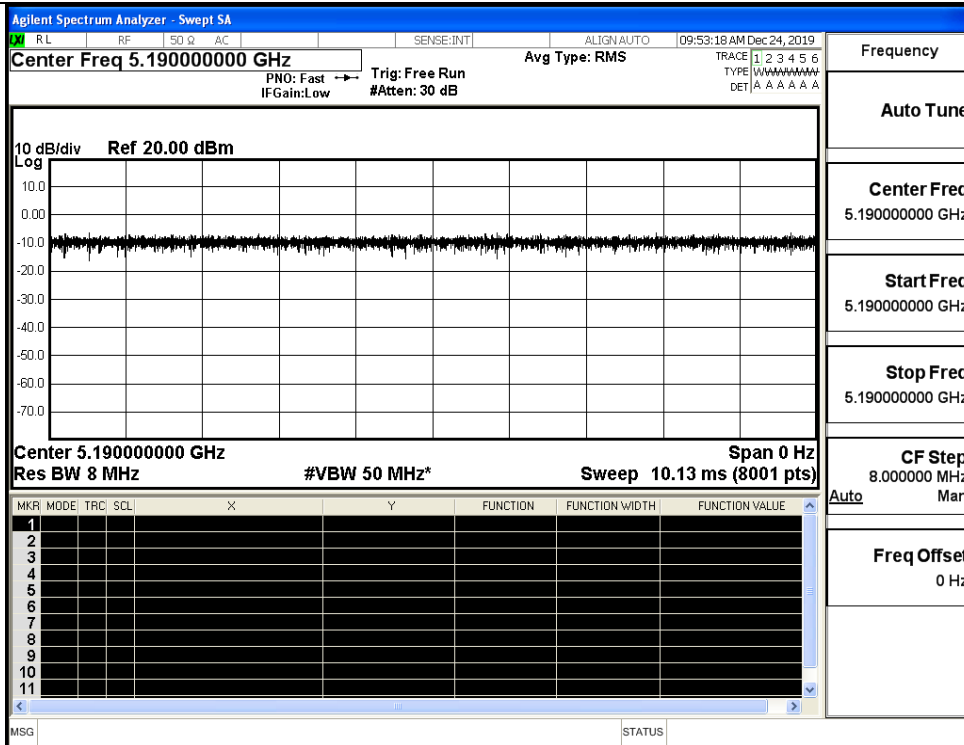 Agilent Spectrum Analyzer - Swept SA
LXI RL RF 50 Ω AC SENSE:INT ALIGN AUTO 09:53:18 AM Dec 24, 2019
Center Freq 5.190000000 GHz Avg Type: RMS TRACE 1 2 3 4 5 6
PNO: Fast Trig: Free Run TYPE WWWWWW
IFGain:Low #Atten: 30 dB DET A A A A A A
10 dB/div Ref 20.00 dBm
Log
10.0
0.00
-10.0
-20.0
-30.0
-40.0
-50.0
-60.0
-70.0
Center 5.190000000 GHz Span 0 Hz
Res BW 8 MHz #VBW 50 MHz* Sweep 10.13 ms (8001 pts)
MKR MODE TRC SCL X Y FUNCTION FUNCTION WIDTH FUNCTION VALUE
1
2
3
4
5
6
7
8
9
10
11
MSG STATUS
Frequency
Auto Tune
Center Freq
5.190000000 GHz
Start Freq
5.190000000 GHz
Stop Freq
5.190000000 GHz
CF Step
8.000000 MHz
Auto Man
Freq Offset
0 Hz